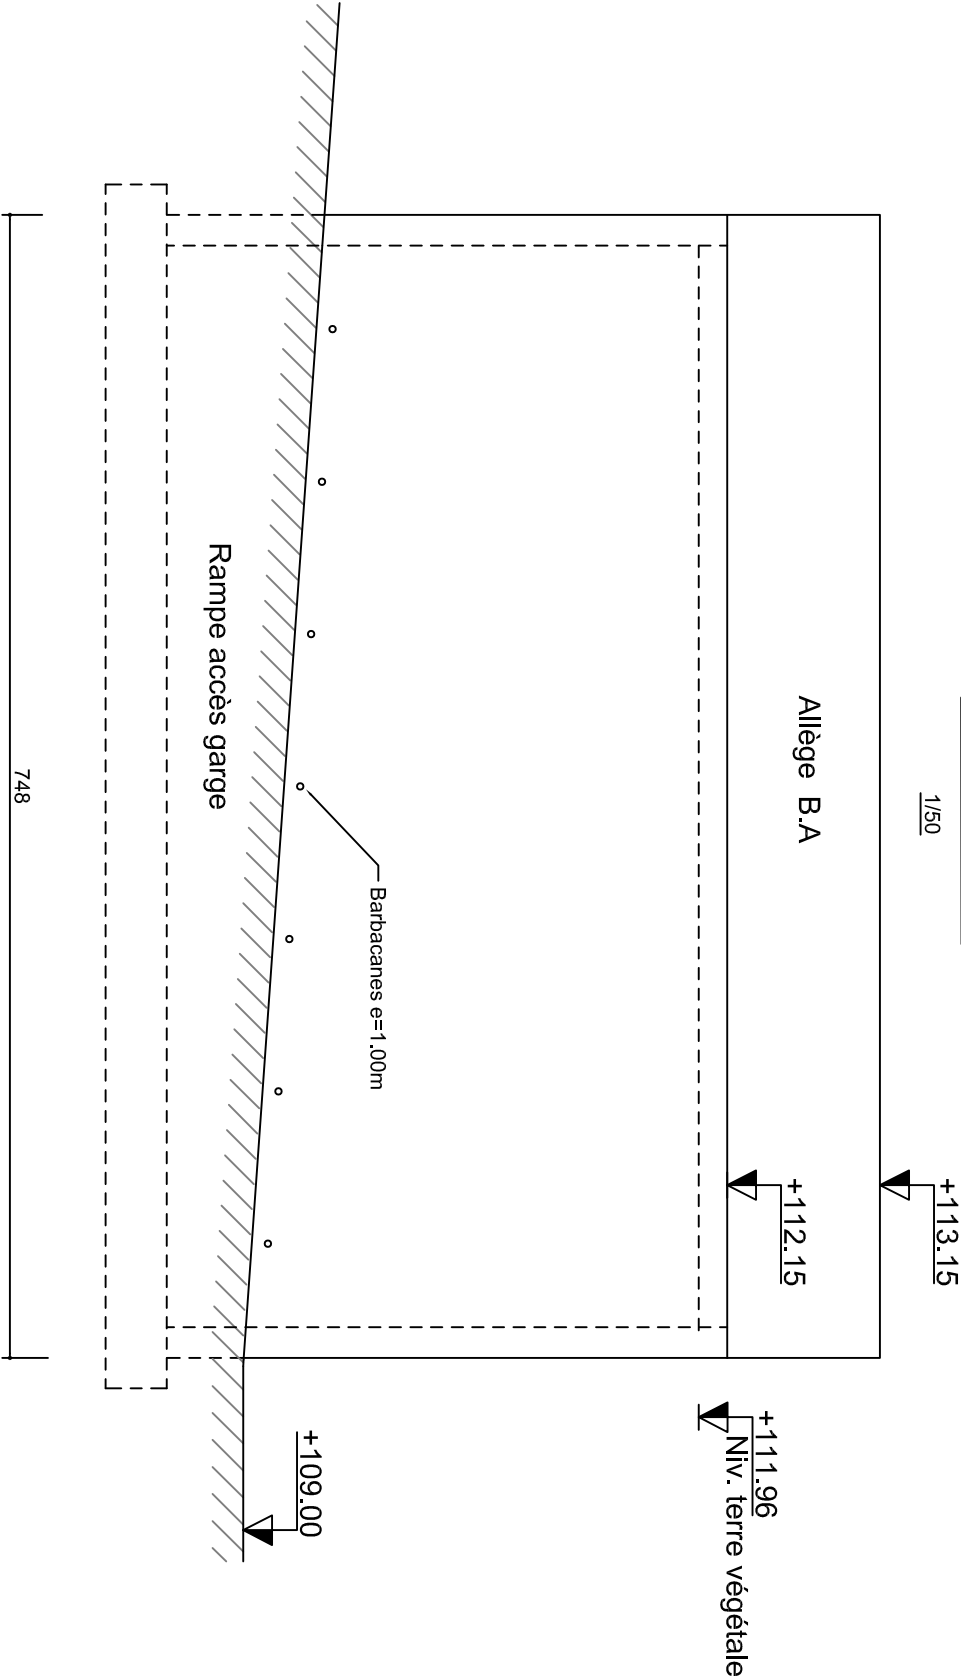 1/50
+113.15
Allège B.A
+112.15
+111.96
Niv. terre végétale
Barbacanes e=1.00m
+109.00
Rampe accès garge
748